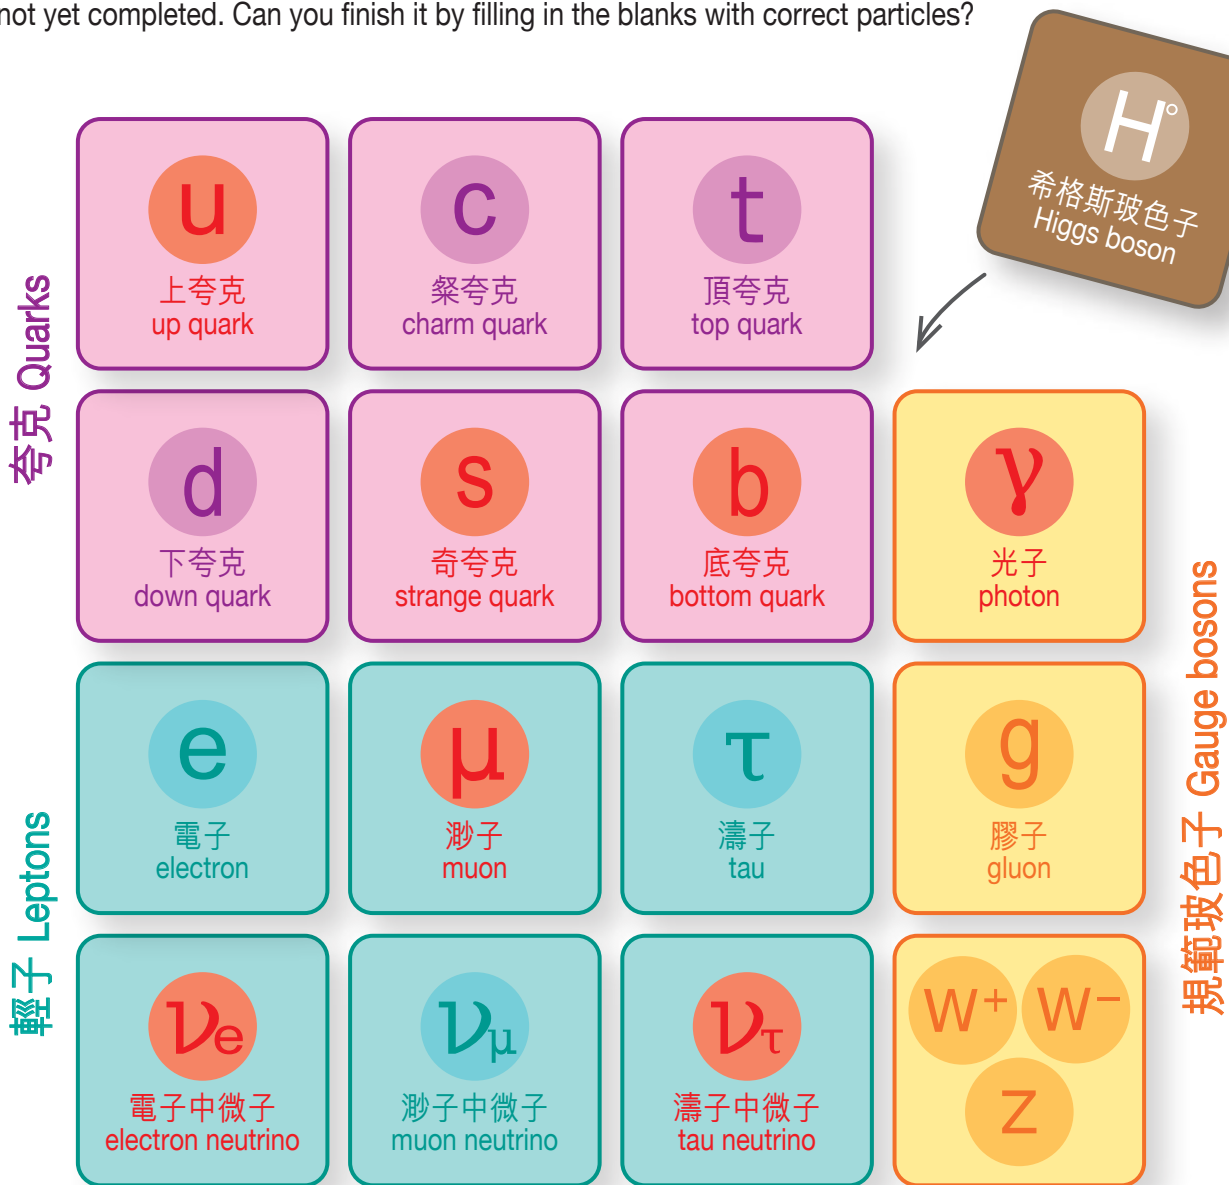 not yet completed. Can you finish it by filling in the blanks with correct particles?
H°
希格斯玻色子
Higgs boson
夸克 Quarks
u
上夸克
up quark
c
粲夸克
charm quark
t
頂夸克
top quark
d
下夸克
down quark
s
奇夸克
strange quark
b
底夸克
bottom quark
γ
光子
photon
輕子 Leptons
e
電子
electron
μ
渺子
muon
τ
濤子
tau
g
膠子
gluon
νe
電子中微子
electron neutrino
νμ
渺子中微子
muon neutrino
ντ
濤子中微子
tau neutrino
W+ W−
Z
規範玻色子 Gauge bosons